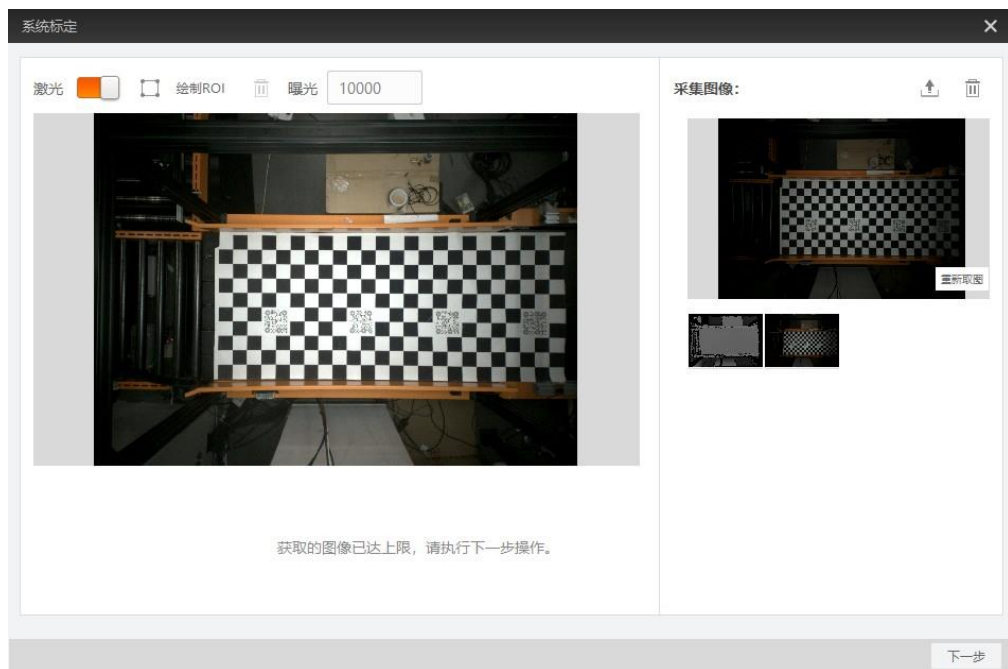 系统标定
激光 绘制ROI 曝光 10000
采集图像:
重新取图
获取的图像已达上限，请执行下一步操作。
下一步